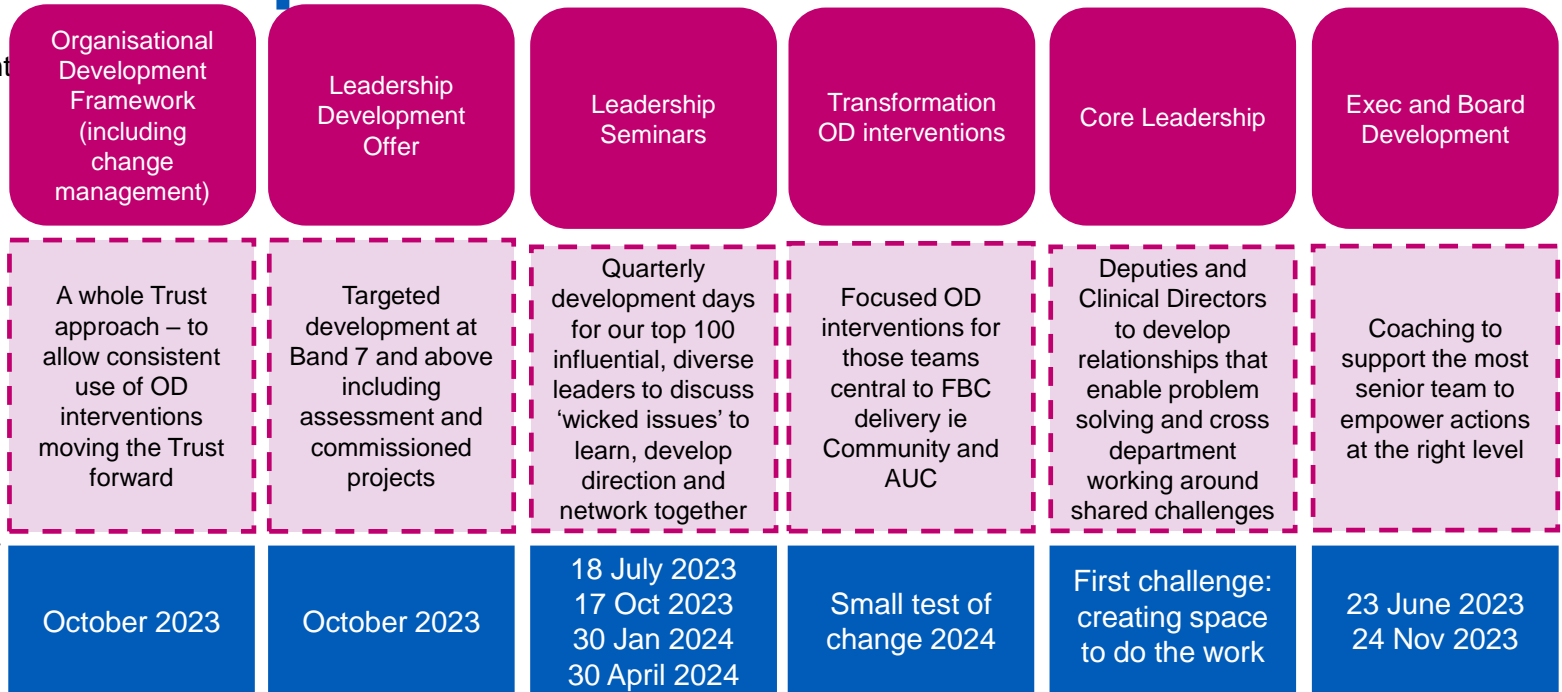 Organisational
Development
Framework
(including
change
management)
Leadership
Development
Offer
Leadership
Seminars
Transformation
OD interventions
Core Leadership
Exec and Board
Development
A whole Trust
approach – to
allow consistent
use of OD
interventions
moving the Trust
forward
Targeted
development at
Band 7 and above
including
assessment and
commissioned
projects
Quarterly
development days
for our top 100
influential, diverse
leaders to discuss
‘wicked issues’ to
learn, develop
direction and
network together
Focused OD
interventions for
those teams
central to FBC
delivery ie
Community and
AUC
Deputies and
Clinical Directors
to develop
relationships that
enable problem
solving and cross
department
working around
shared challenges
Coaching to
support the most
senior team to
empower actions
at the right level
October 2023
October 2023
18 July 2023
17 Oct 2023
30 Jan 2024
30 April 2024
Small test of
change 2024
First challenge:
creating space
to do the work
23 June 2023
24 Nov 2023